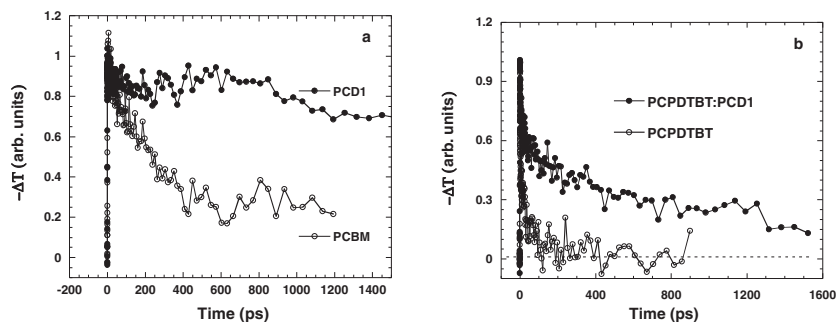 a
−ΔT (arb. units)
1.2
1
0.8
0.6
0.4
0.2
0
PCD1
PCBM
-200 0 200 400 600 800 1000 1200 1400
Time (ps)
b
−ΔT (arb. units)
1.2
0.9
0.6
0.3
0
PCPDTBT:PCD1
PCPDTBT
0 400 800 1200 1600
Time (ps)